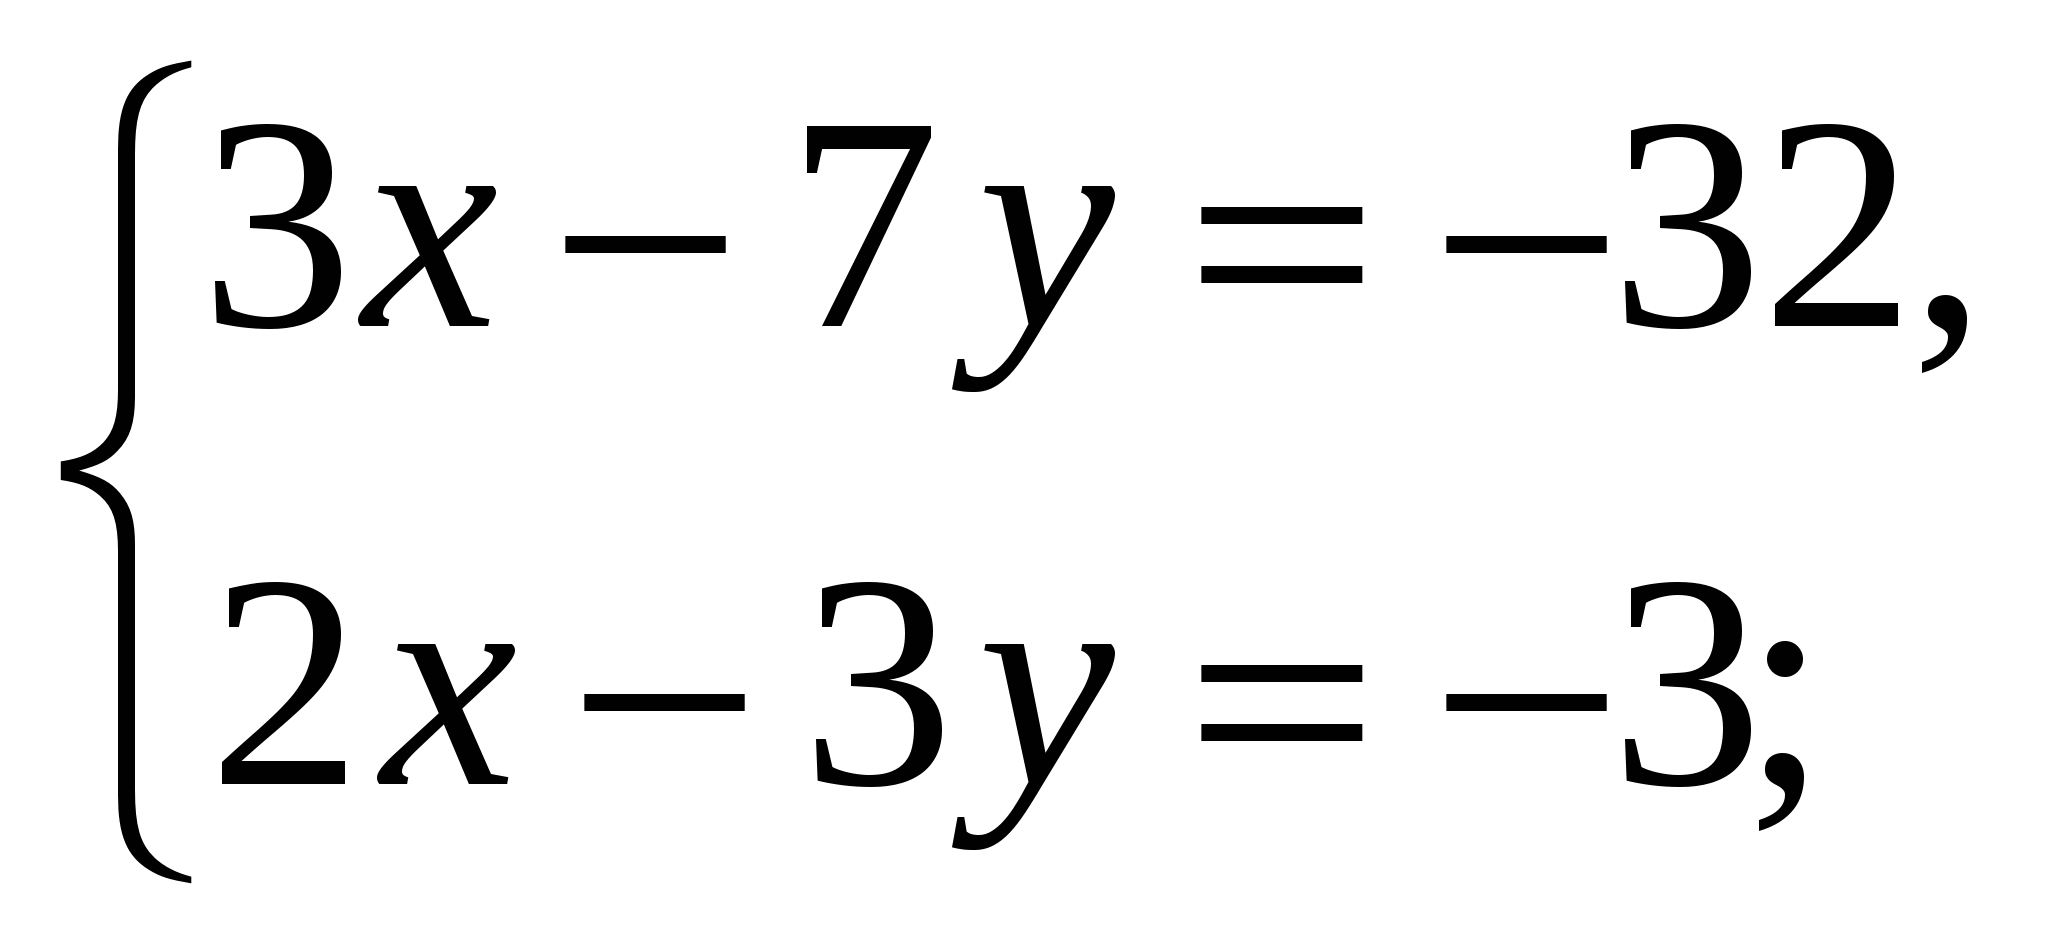 3x − 7y = −32,
2x − 3y = −3;